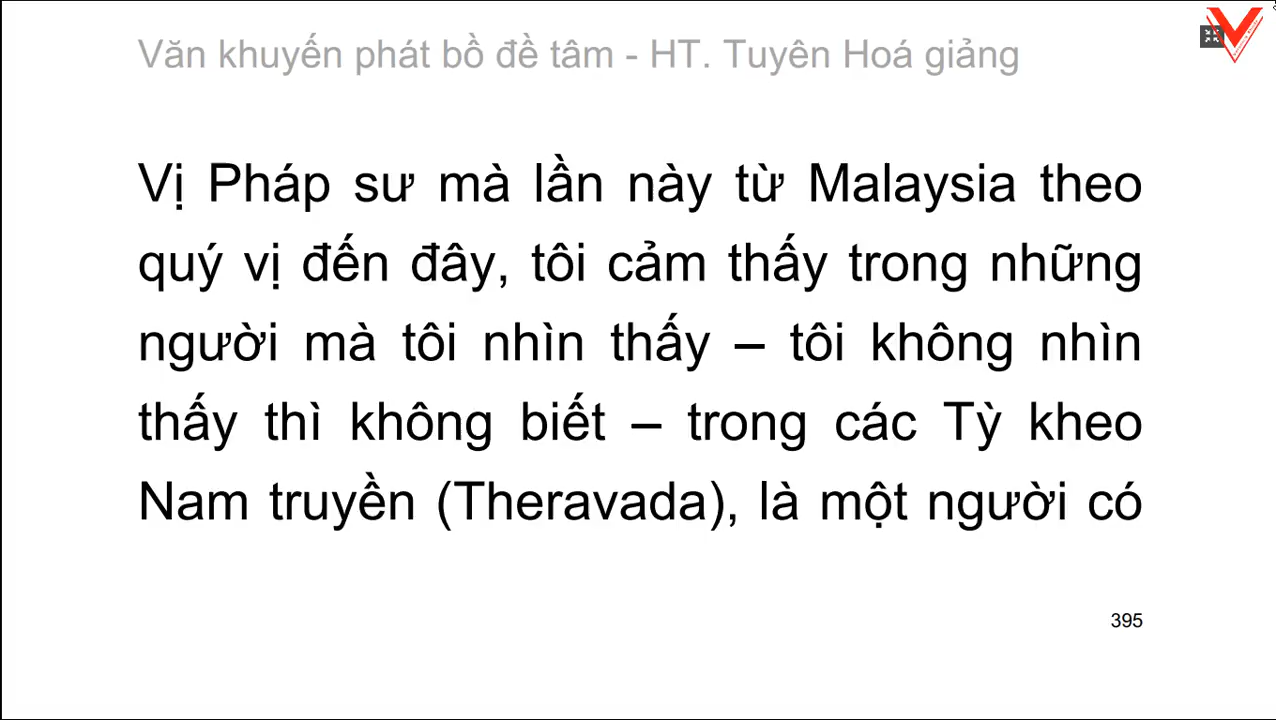 Văn khuyến phát bồ đề tâm - HT. Tuyên Hoá giảng
Vị Pháp sư mà lần này từ Malaysia theo
quý vị đến đây, tôi cảm thấy trong những
người mà tôi nhìn thấy – tôi không nhìn
thấy thì không biết – trong các Tỳ kheo
Nam truyền (Theravada), là một người có
395